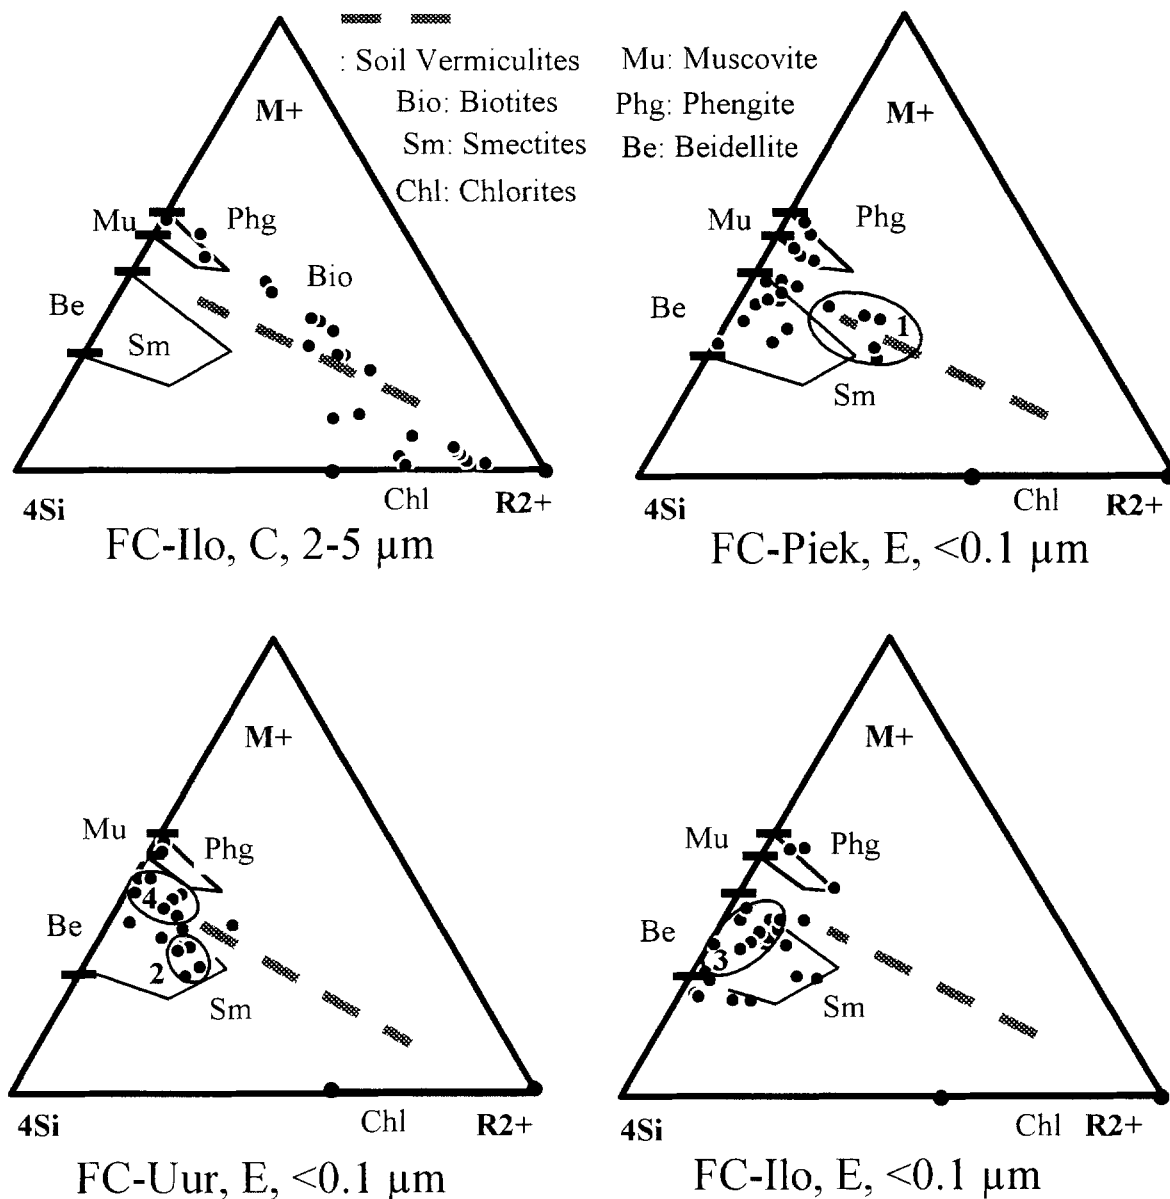 : Soil Vermiculites
Mu: Muscovite
Bio: Biotites
Phg: Phengite
Sm: Smectites
Be: Beidellite
Chl: Chlorites
M+
Mu
Phg
Bio
Be
Sm
Chl
4Si
R2+
FC-Ilo, C, 2-5 µm
M+
Mu
Phg
Be
1
Sm
Chl
4Si
R2+
FC-Piek, E, <0.1 µm
M+
Mu
Phg
4
Be
2
Sm
4Si
Chl
R2+
FC-Uur, E, <0.1 µm
M+
Mu
Phg
Be
3
Sm
4Si
Chl
R2+
FC-Ilo, E, <0.1 µm